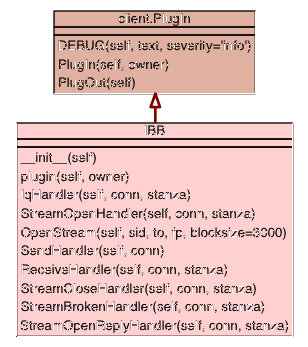 client.PlugIn
DEBUG(self, text, severity='info')
PlugIn(self, owner)
PlugOut(self)
IBB
__init__(self)
plugin(self, owner)
IqHandler(self, conn, stanza)
StreamOpenHandler(self, conn, stanza)
OpenStream(self, sid, to, fp, blocksize=3000)
SendHandler(self, conn)
ReceiveHandler(self, conn, stanza)
StreamCloseHandler(self, conn, stanza)
StreamBrokenHandler(self, conn, stanza)
StreamOpenReplyHandler(self, conn, stanza)